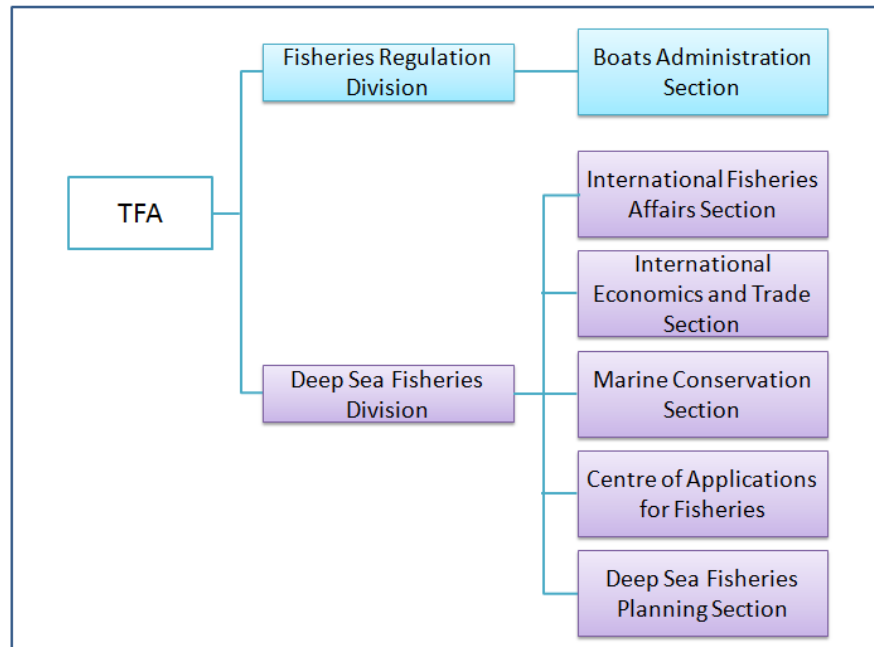 TFA
Fisheries Regulation
Division
Boats Administration
Section
Deep Sea Fisheries
Division
International Fisheries
Affairs Section
International
Economics and Trade
Section
Marine Conservation
Section
Centre of Applications
for Fisheries
Deep Sea Fisheries
Planning Section